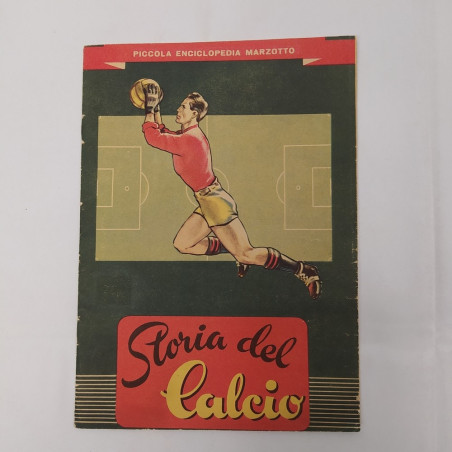 PICCOLA ENCICLOPEDIA MARZOTTO
Storia del
Calcio